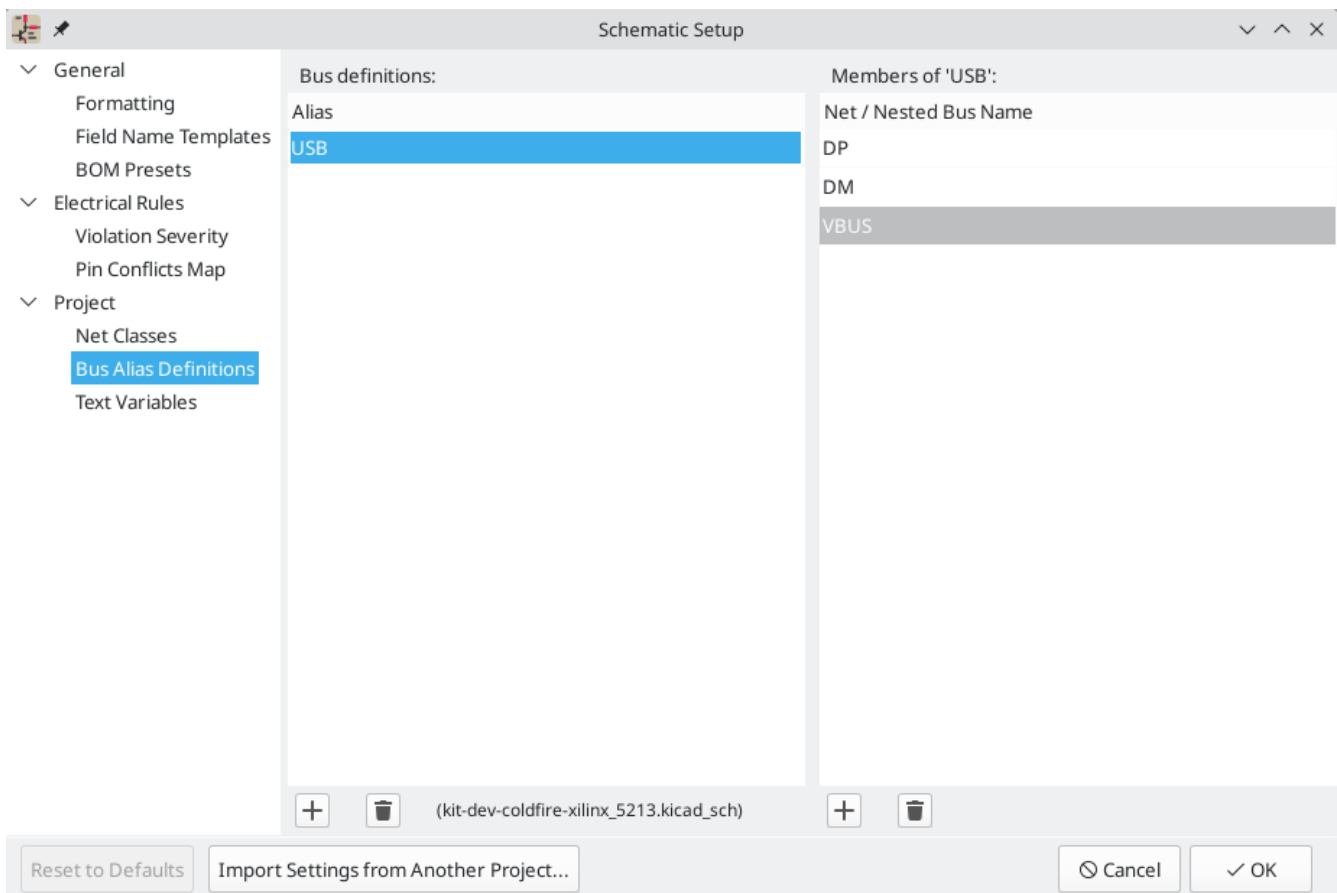 Schematic Setup
General
Formatting
Field Name Templates
BOM Presets
Electrical Rules
Violation Severity
Pin Conflicts Map
Project
Net Classes
Bus Alias Definitions
Text Variables
Bus definitions:
Alias
USB
(kit-dev-coldfire-xilinx_5213.kicad_sch)
Members of 'USB':
Net / Nested Bus Name
DP
DM
VBUS
Reset to Defaults
Import Settings from Another Project...
Cancel
OK